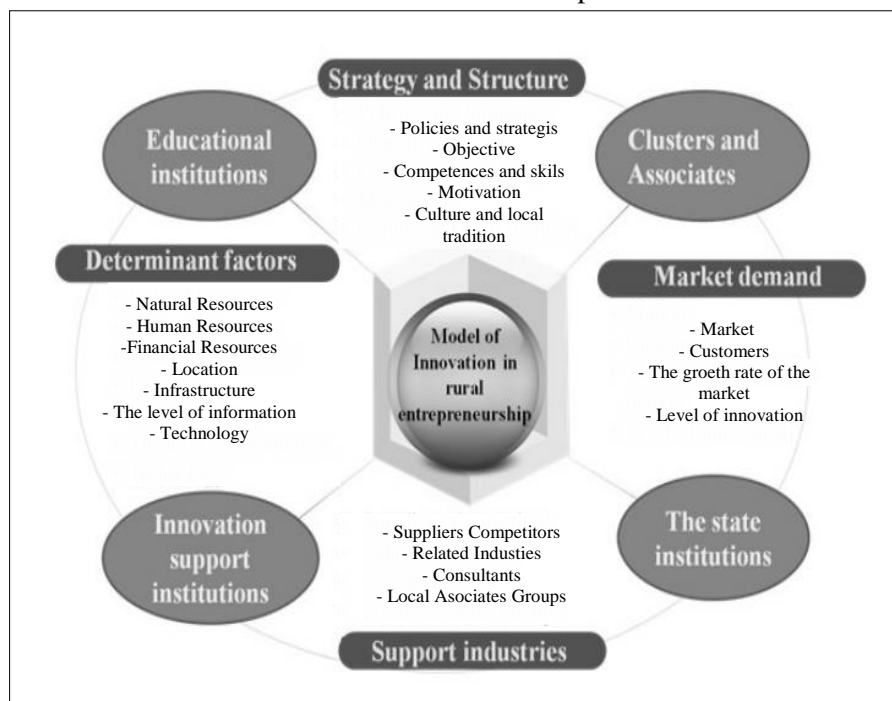 Strategy and Structure
Educational
institutions
- Policies and strategis
- Objective
- Competences and skils
- Motivation
- Culture and local
tradition
Clusters and
Associates
Determinant factors
- Natural Resources
- Human Resources
-Financial Resources
- Location
- Infrastructure
- The level of information
- Technology
Model of
Innovation in
rural
entrepreneurship
Market demand
- Market
- Customers
- The groeth rate of the
market
- Level of innovation
Innovation
support
institutions
- Suppliers Competitors
- Related Industies
- Consultants
- Local Asociates Groups
The state
institutions
Support industries